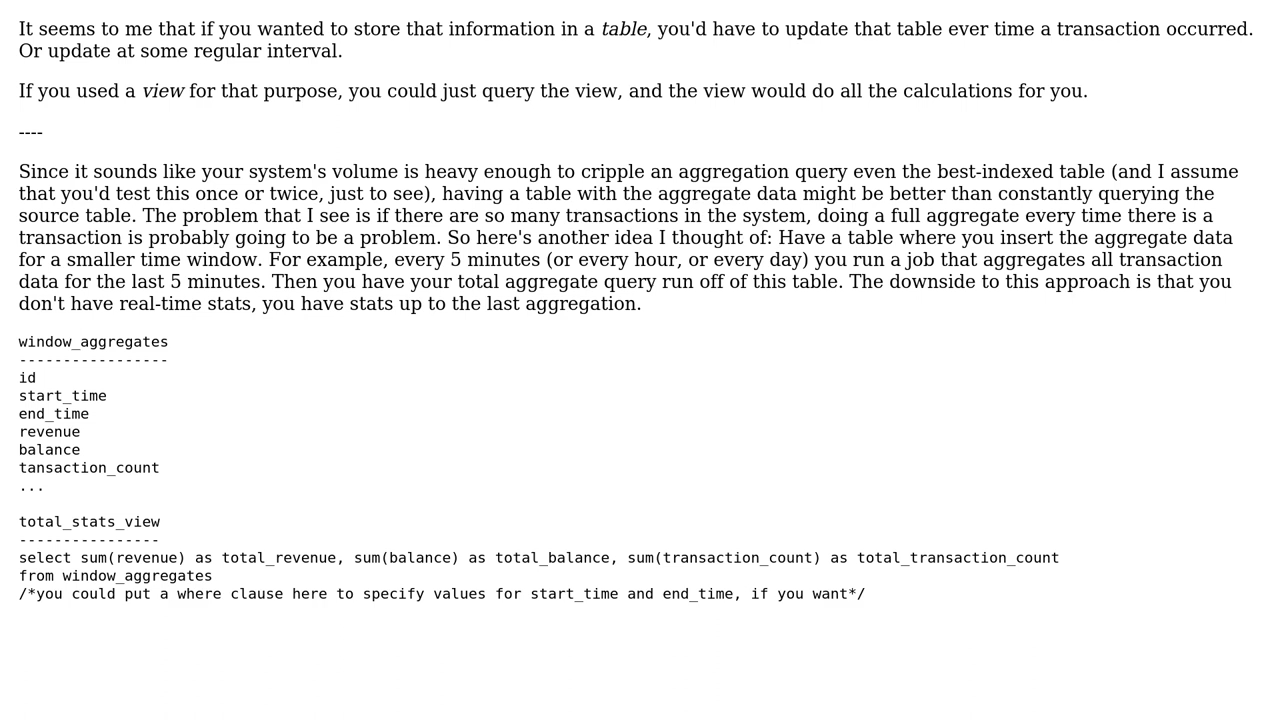 It seems to me that if you wanted to store that information in a table, you'd have to update that table ever time a transaction occurred.
Or update at some regular interval.
If you used a view for that purpose, you could just query the view, and the view would do all the calculations for you.
----
Since it sounds like your system's volume is heavy enough to cripple an aggregation query even the best-indexed table (and I assume
that you'd test this once or twice, just to see), having a table with the aggregate data might be better than constantly querying the
source table. The problem that I see is if there are so many transactions in the system, doing a full aggregate every time there is a
transaction is probably going to be a problem. So here's another idea I thought of: Have a table where you insert the aggregate data
for a smaller time window. For example, every 5 minutes (or every hour, or every day) you run a job that aggregates all transaction
data for the last 5 minutes. Then you have your total aggregate query run off of this table. The downside to this approach is that you
don't have real-time stats, you have stats up to the last aggregation.
window_aggregates
-----------------
id
start_time
end_time
revenue
balance
tansaction_count
...
total_stats_view
----------------
select sum(revenue) as total_revenue, sum(balance) as total_balance, sum(transaction_count) as total_transaction_count
from window_aggregates
/*you could put a where clause here to specify values for start_time and end_time, if you want*/